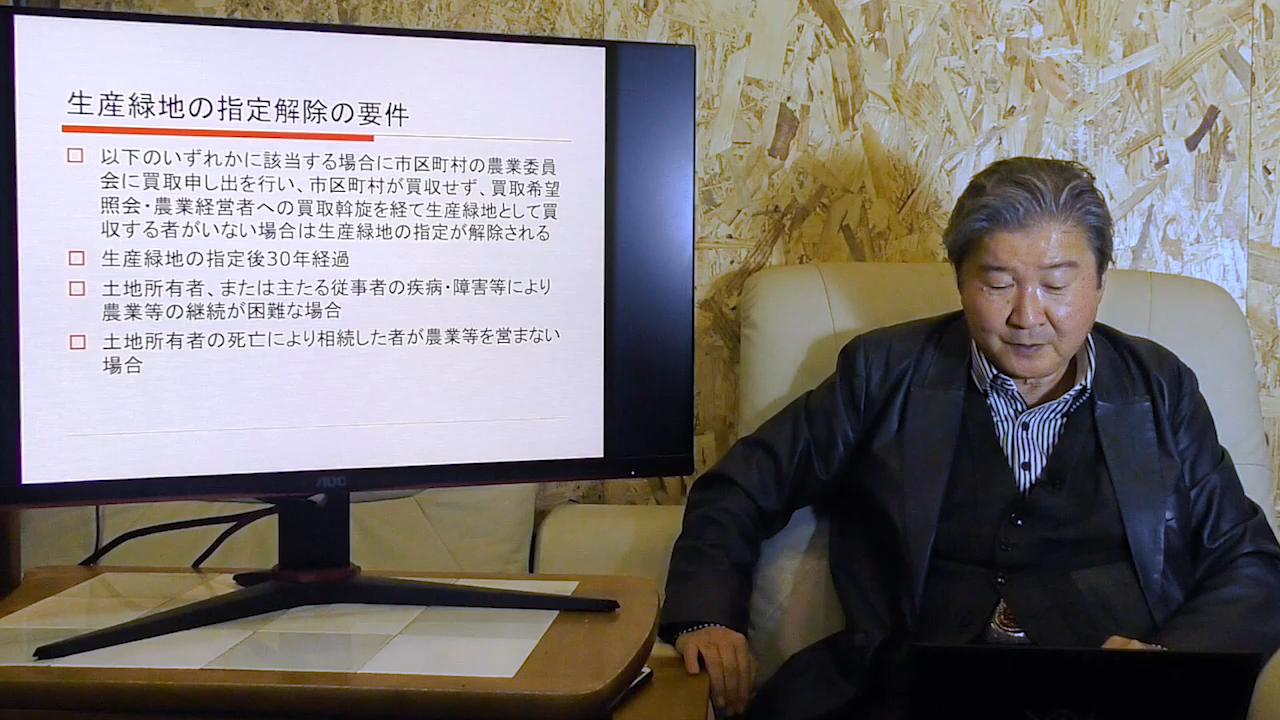 生産緑地の指定解除の要件
以下のいずれかに該当する場合に市区町村の農業委員
会に買取申し出を行い、市区町村が買収せず、買取希望
照会・農業経営者への買取斡旋を経て生産緑地として買
収する者がいない場合は生産緑地の指定が解除される
生産緑地の指定後30年経過
土地所有者、または主たる従事者の疾病・障害等により
農業等の継続が困難な場合
土地所有者の死亡により相続した者が農業等を営まない
場合
AOC